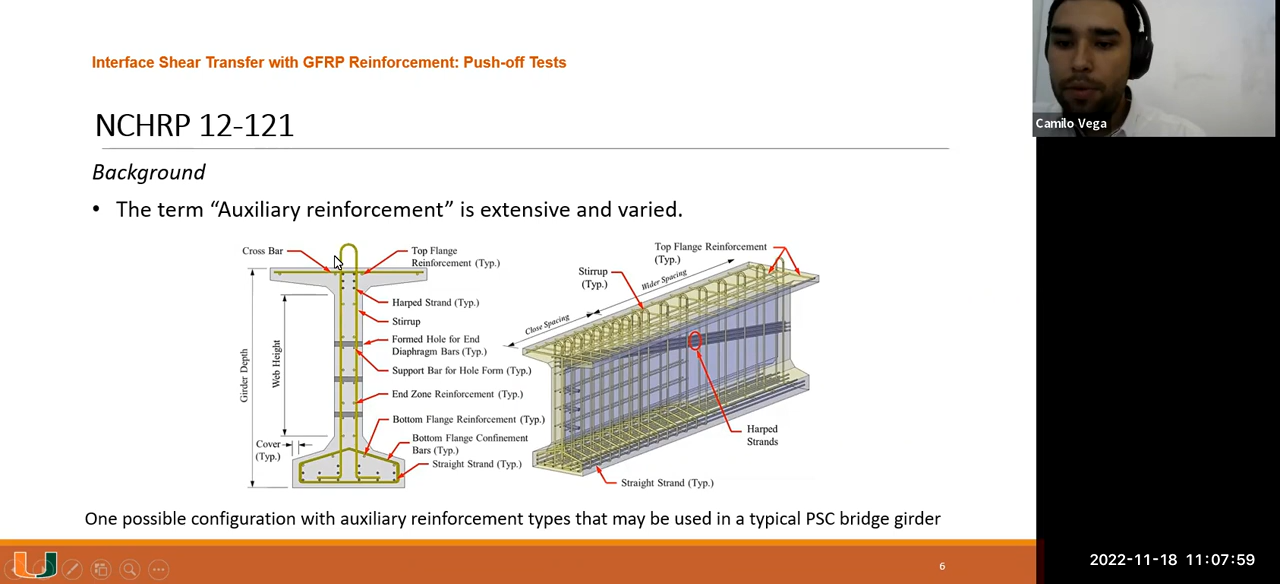 Interface Shear Transfer with GFRP Reinforcement: Push-off Tests
NCHRP 12-121
Background
• The term “Auxiliary reinforcement” is extensive and varied.
Cross Bar
Top Flange
Reinforcement (Typ.)
Harped Strand (Typ.)
Stirrup
Formed Hole for End
Diaphragm Bars (Typ.)
Support Bar for Hole Form (Typ.)
End Zone Reinforcement (Typ.)
Bottom Flange Reinforcement (Typ.)
Bottom Flange Confinement
Bars (Typ.)
Straight Strand (Typ.)
Girder Depth
Web Height
Cover
(Typ.)
Top Flange Reinforcement
(Typ.)
Stirrup
(Typ.)
Wider Spacing
Close Spacing
Harped
Strands
Straight Strand (Typ.)
One possible configuration with auxiliary reinforcement types that may be used in a typical PSC bridge girder
6
Camilo Vega
2022-11-18 11:07:59